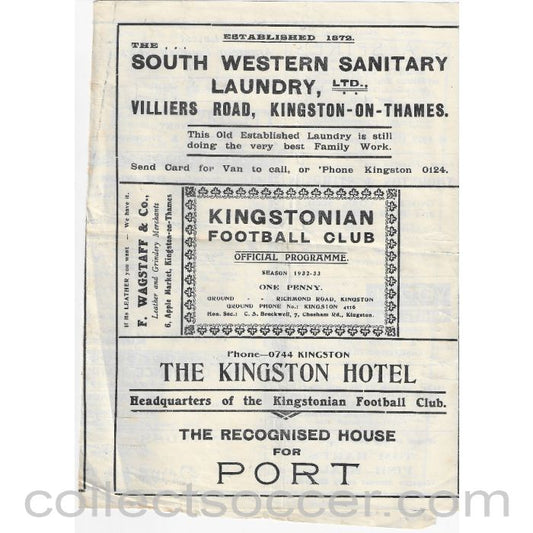 ESTABLISHED 1872.
THE ...
SOUTH WESTERN SANITARY
LAUNDRY, LTD.,
VILLIERS ROAD, KINGSTON-ON-THAMES.
This Old Established Laundry is still
doing the very best Family Work.
Send Card for Van to call, or 'Phone Kingston 0124.
If its LEATHER you want — We have it.
F. WAGSTAFF & Co.,
Leather and Grindery Merchants
6, Apple Market, Kingston-on-Thames
KINGSTONIAN
FOOTBALL CLUB
OFFICIAL PROGRAMME.
SEASON 1932-33
ONE PENNY.
GROUND - - RICHMOND ROAD, KINGSTON
GROUND PHONE No.: KINGSTON 4116
Hon. Sec.: C. S. Brockwell, 7, Chesham Rd., Kingston.
Phone—0744 KINGSTON
THE KINGSTON HOTEL
Headquarters of the Kingstonian Football Club.
THE RECOGNISED HOUSE
FOR
PORT
collectsoccer.com